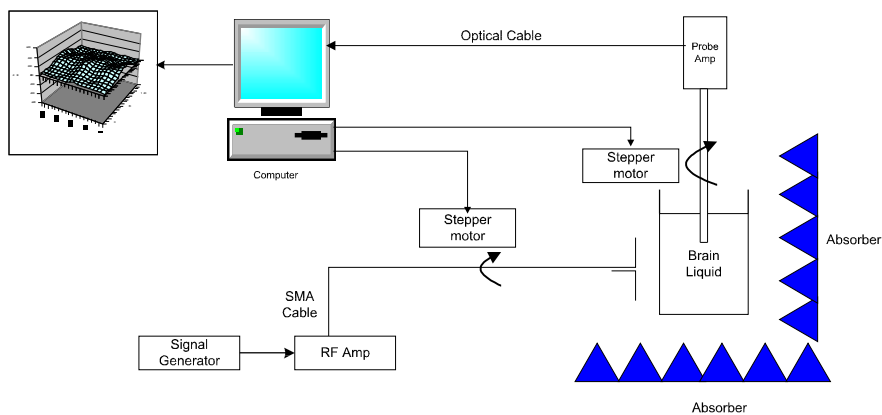 Optical Cable
Probe
Amp
Computer
Stepper
motor
Stepper
motor
Absorber
Brain
Liquid
SMA
Cable
Signal
Generator
RF Amp
Absorber